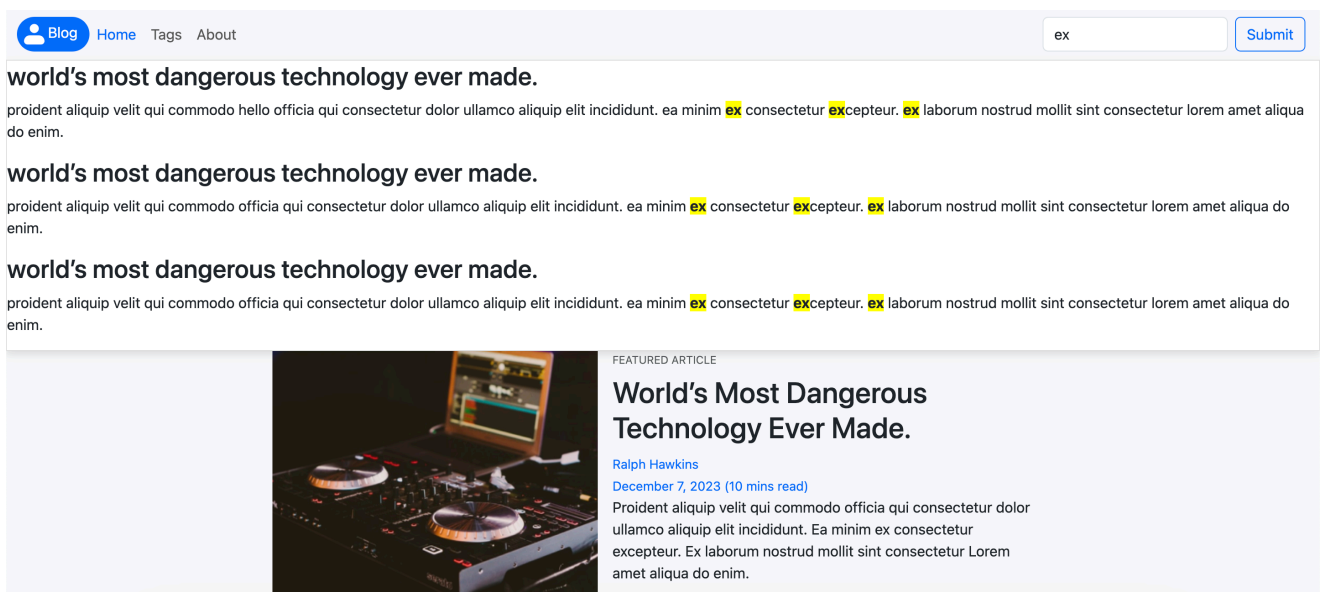 Blog Home Tags About ex Submit
world’s most dangerous technology ever made.
proident aliquip velit qui commodo hello officia qui consectetur dolor ullamco aliquip elit incididunt. ea minim ex consectetur excepteur. ex laborum nostrud mollit sint consectetur lorem amet aliqua
do enim.
world’s most dangerous technology ever made.
proident aliquip velit qui commodo officia qui consectetur dolor ullamco aliquip elit incididunt. ea minim ex consectetur excepteur. ex laborum nostrud mollit sint consectetur lorem amet aliqua do
enim.
world’s most dangerous technology ever made.
proident aliquip velit qui commodo officia qui consectetur dolor ullamco aliquip elit incididunt. ea minim ex consectetur excepteur. ex laborum nostrud mollit sint consectetur lorem amet aliqua do
enim.
FEATURED ARTICLE
World’s Most Dangerous
Technology Ever Made.
Ralph Hawkins
December 7, 2023 (10 mins read)
Proident aliquip velit qui commodo officia qui consectetur dolor
ullamco aliquip elit incididunt. Ea minim ex consectetur
excepteur. Ex laborum nostrud mollit sint consectetur Lorem
amet aliqua do enim.